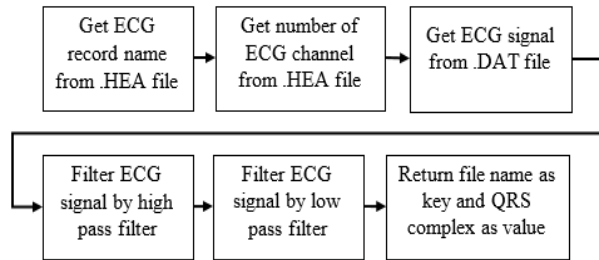 Get ECG
record name
from .HEA file
Get number of
ECG channel
from .HEA file
Get ECG signal
from .DAT file
Filter ECG
signal by high
pass filter
Filter ECG
signal by low
pass filter
Return file name as
key and QRS
complex as value